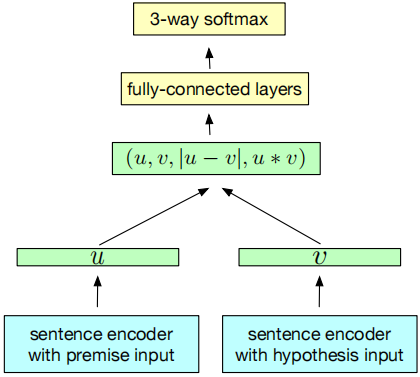 3-way softmax
fully-connected layers
(u, v, |u − v|, u * v)
u
v
sentence encoder
with premise input
sentence encoder
with hypothesis input